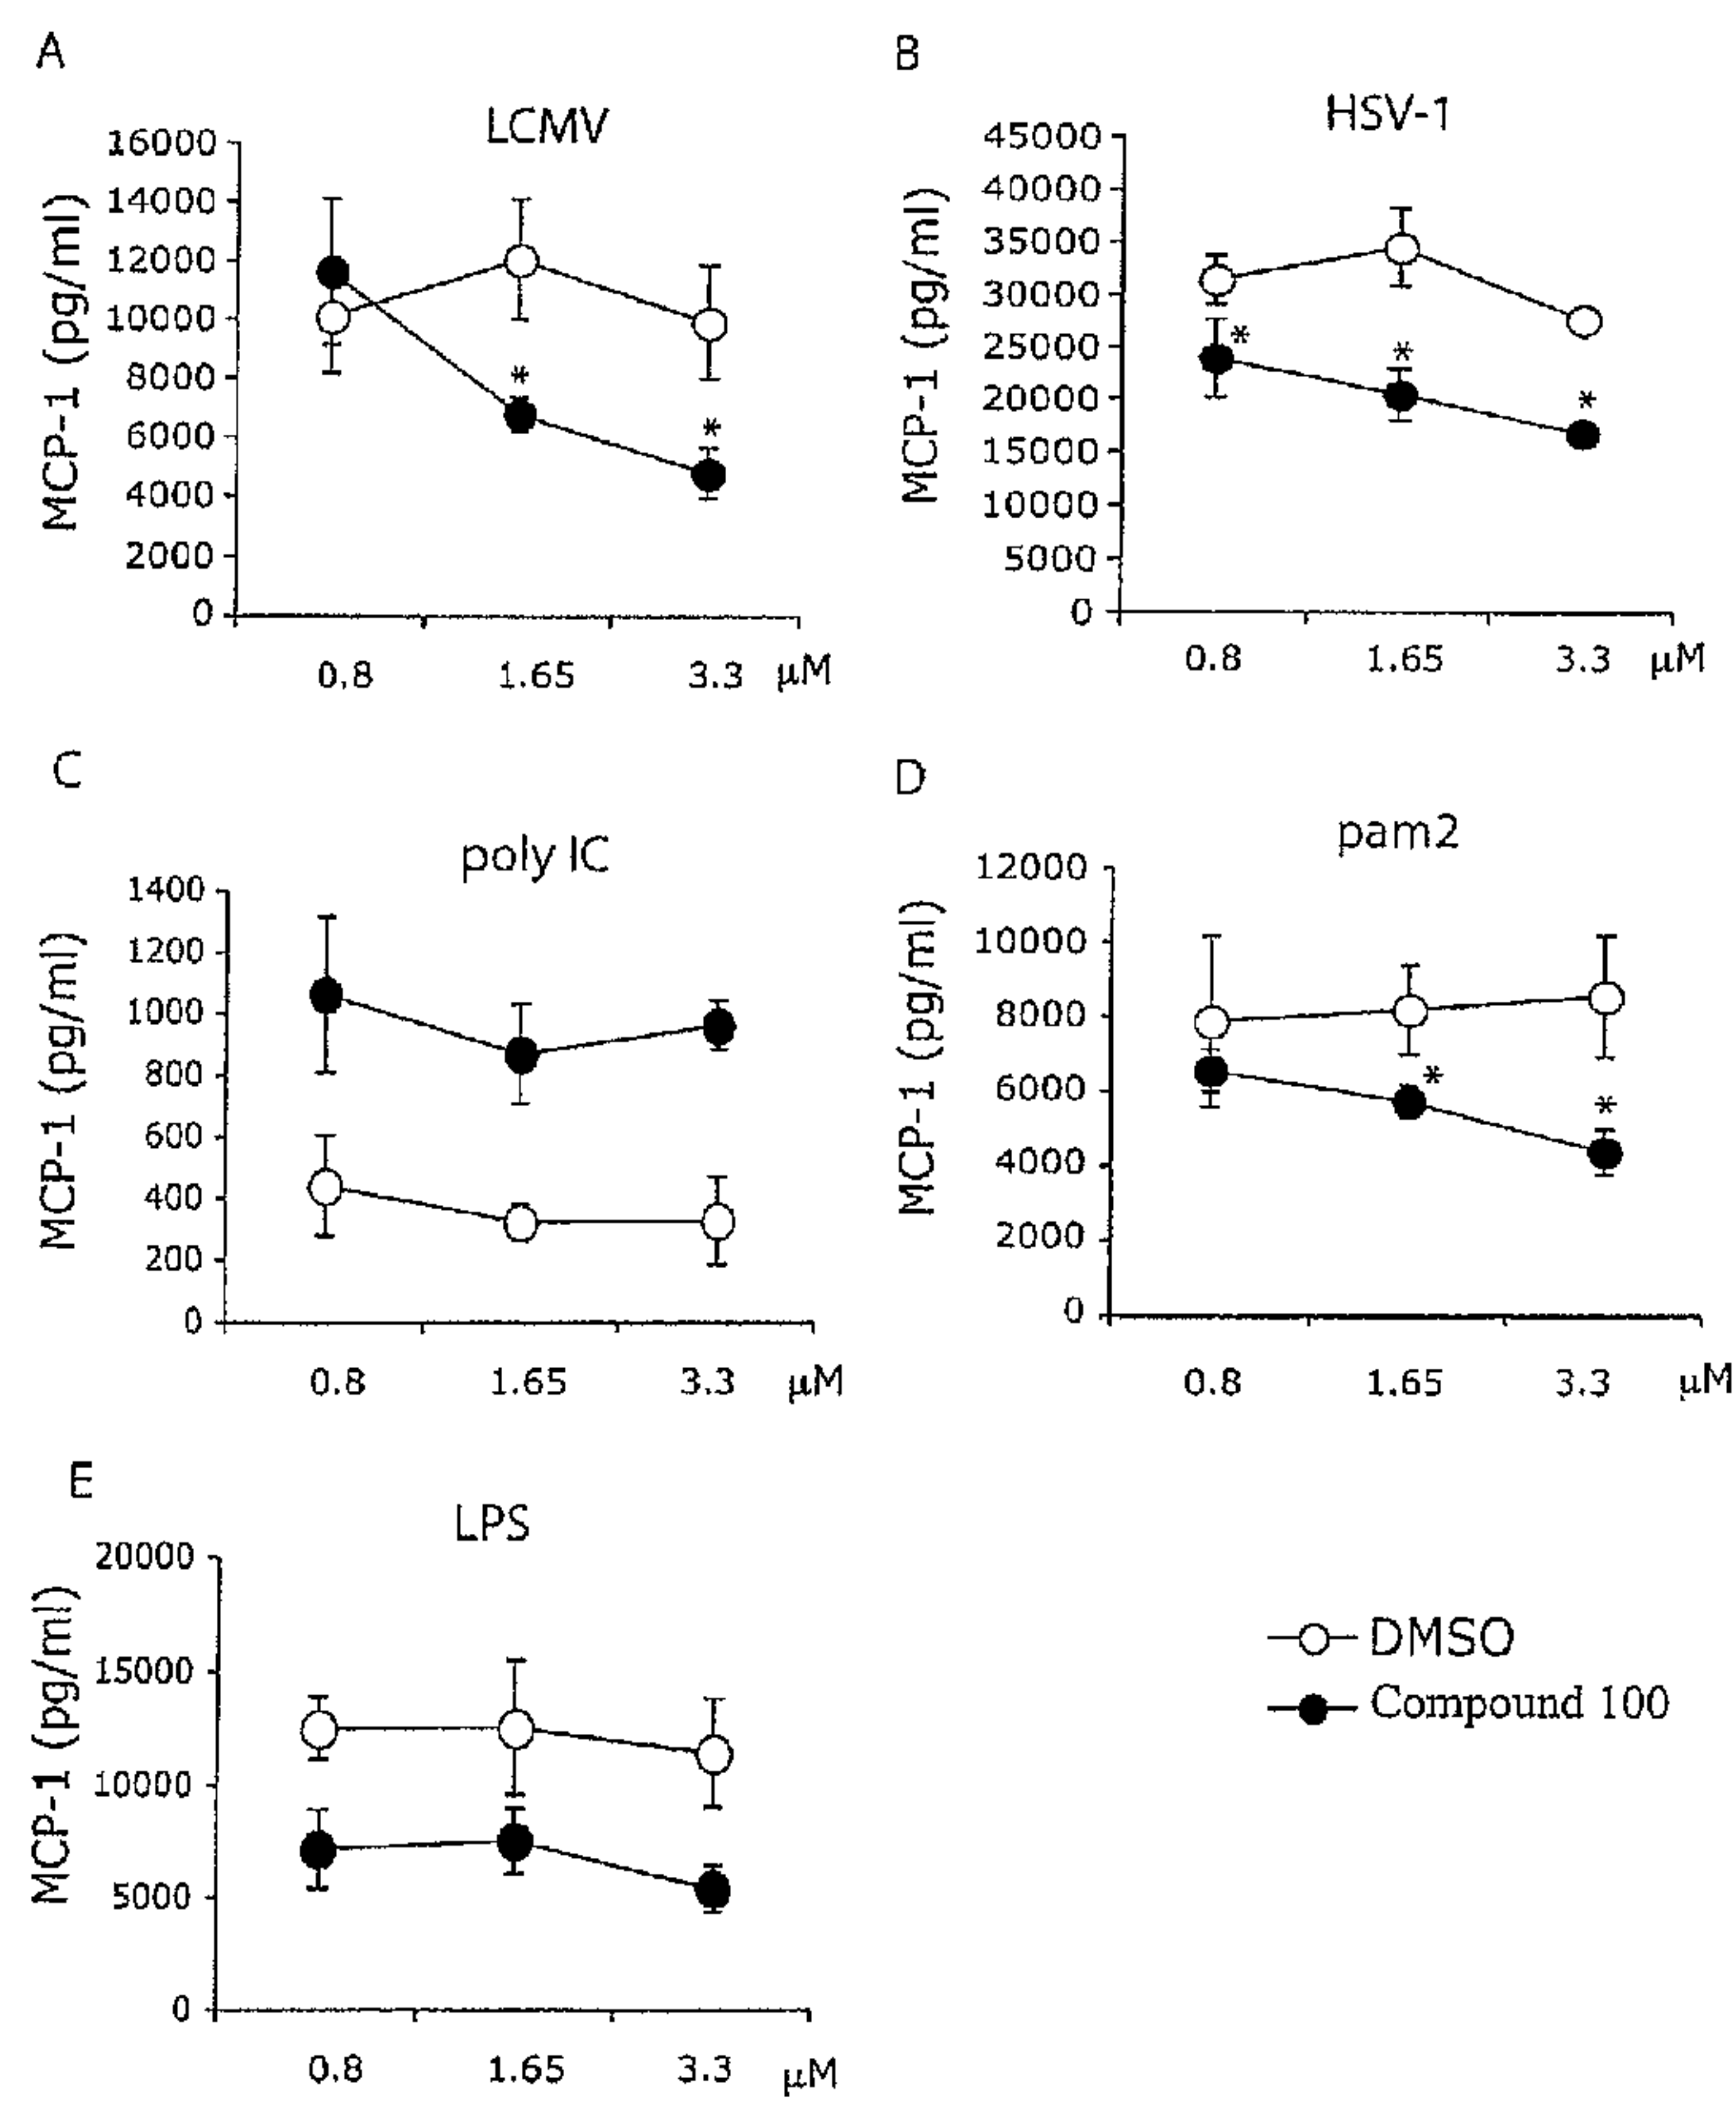 A
LCMV
MCP-1 (pg/ml)
16000
14000
12000
10000
8000
6000
4000
2000
0
*
*
0.8 1.65 3.3 μM
B
HSV-1
MCP-1 (pg/ml)
45000
40000
35000
30000
25000
20000
15000
10000
5000
0
*
*
*
0.8 1.65 3.3 μM
C
poly IC
MCP-1 (pg/ml)
1400
1200
1000
800
600
400
200
0
0.8 1.65 3.3 μM
D
pam2
MCP-1 (pg/ml)
12000
10000
8000
6000
4000
2000
0
*
*
0.8 1.65 3.3 μM
E
LPS
MCP-1 (pg/ml)
20000
15000
10000
5000
0
0.8 1.65 3.3 μM
DMSO
Compound 100